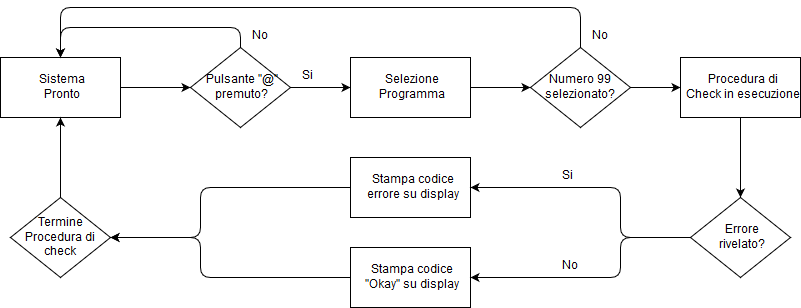 No
No
Sistema
Pronto
Pulsante "@"
premuto?
Si
Selezione
Programma
Numero 99
selezionato?
Procedura di
Check in esecuzione
Stampa codice
errore su display
Si
Termine
Procedura di
check
Errore
rivelato?
Stampa codice
"Okay" su display
No